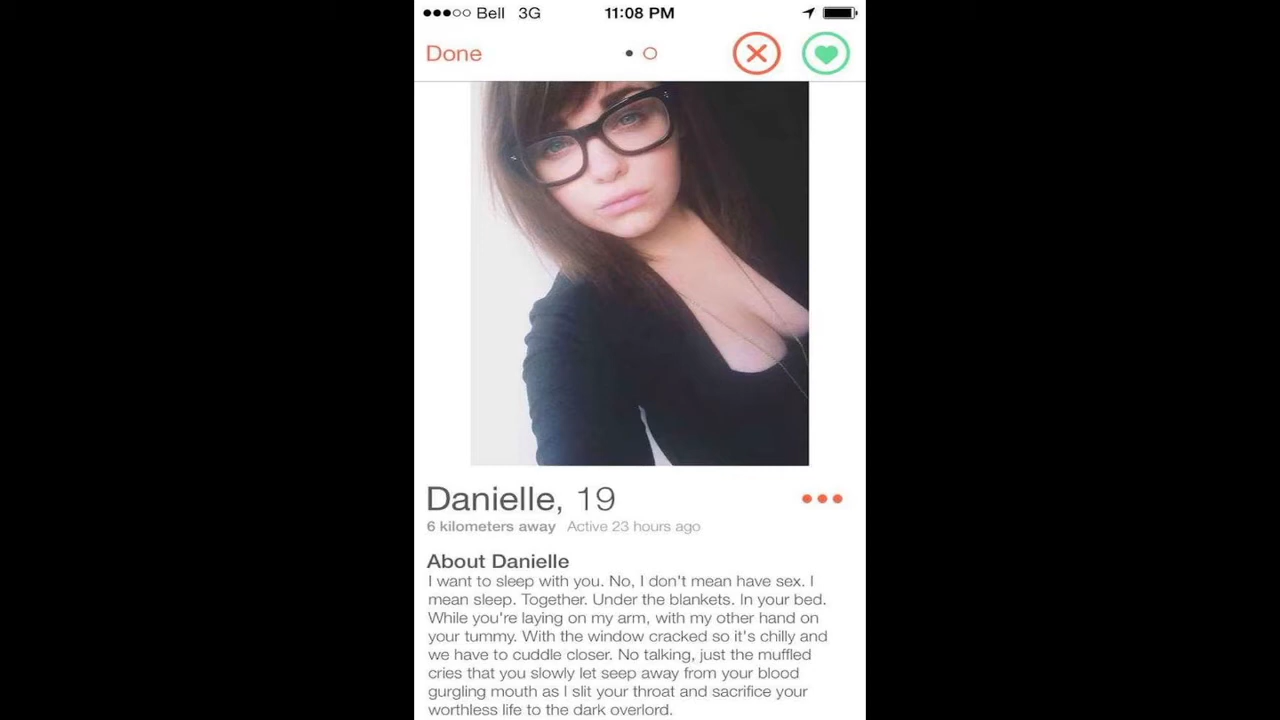 Bell 3G 11:08 PM
Done
Danielle, 19
6 kilometers away Active 23 hours ago
About Danielle
I want to sleep with you. No, I don't mean have sex. I
mean sleep. Together. Under the blankets. In your bed.
While you're laying on my arm, with my other hand on
your tummy. With the window cracked so it's chilly and
we have to cuddle closer. No talking, just the muffled
cries that you slowly let seep away from your blood
gurgling mouth as I slit your throat and sacrifice your
worthless life to the dark overlord.